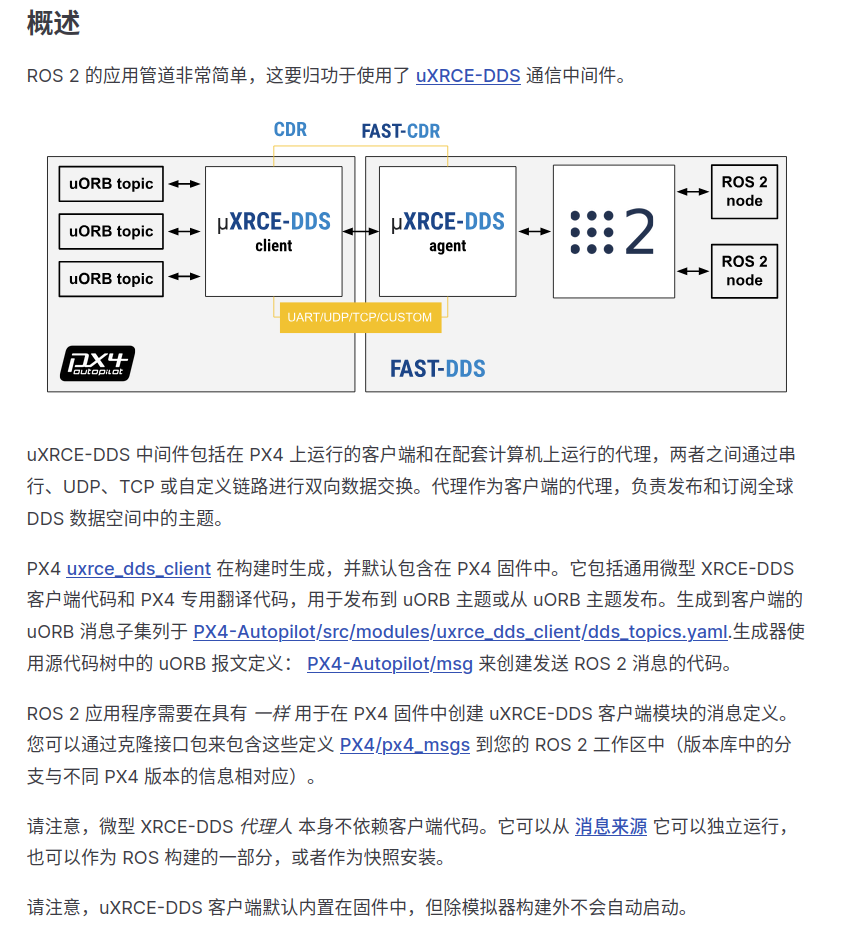 概述
ROS 2 的应用管道非常简单，这要归功于使用了 uXRCE-DDS 通信中间件。
CDR FAST-CDR
uORB topic
uORB topic
uORB topic
μXRCE-DDS
client
μXRCE-DDS
agent
2
ROS 2
node
ROS 2
node
UART/UDP/TCP/CUSTOM
px4
autopilot
FAST-DDS
uXRCE-DDS 中间件包括在 PX4 上运行的客户端和在配套计算机上运行的代理，两者之间通过串
行、UDP、TCP 或自定义链路进行双向数据交换。代理作为客户端的代理，负责发布和订阅全球
DDS 数据空间中的主题。
PX4 uxrce_dds_client 在构建时生成，并默认包含在 PX4 固件中。它包括通用微型 XRCE-DDS
客户端代码和 PX4 专用翻译代码，用于发布到 uORB 主题或从 uORB 主题发布。生成到客户端的
uORB 消息子集列于 PX4-Autopilot/src/modules/uxrce_dds_client/dds_topics.yaml.生成器使
用源代码树中的 uORB 报文定义： PX4-Autopilot/msg 来创建发送 ROS 2 消息的代码。
ROS 2 应用程序需要在具有 一样 用于在 PX4 固件中创建 uXRCE-DDS 客户端模块的消息定义。
您可以通过克隆接口包来包含这些定义 PX4/px4_msgs 到您的 ROS 2 工作区中（版本库中的分
支与不同 PX4 版本的信息相对应）。
请注意，微型 XRCE-DDS 代理人 本身不依赖客户端代码。它可以从 消息来源 它可以独立运行，
也可以作为 ROS 构建的一部分，或者作为快照安装。
请注意，uXRCE-DDS 客户端默认内置在固件中，但除模拟器构建外不会自动启动。